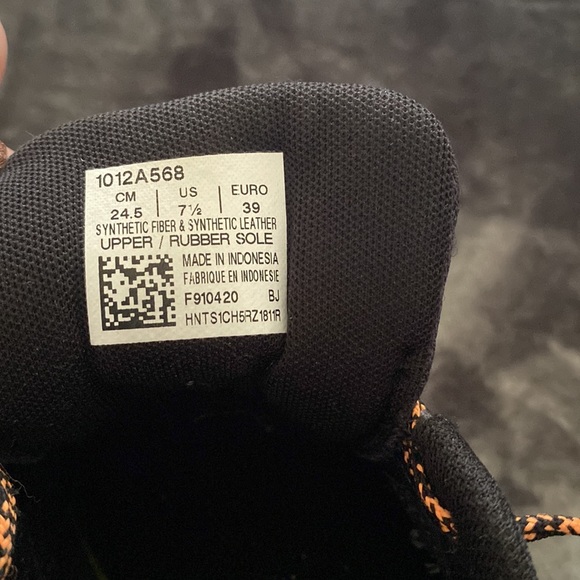 1012A568
CM | US | EURO
24.5 | 7½ | 39
SYNTHETIC FIBER & SYNTHETIC LEATHER
UPPER / RUBBER SOLE
MADE IN INDONESIA
FABRIQUE EN INDONESIE
F910420 BJ
HNTS1CH5RZ1811R